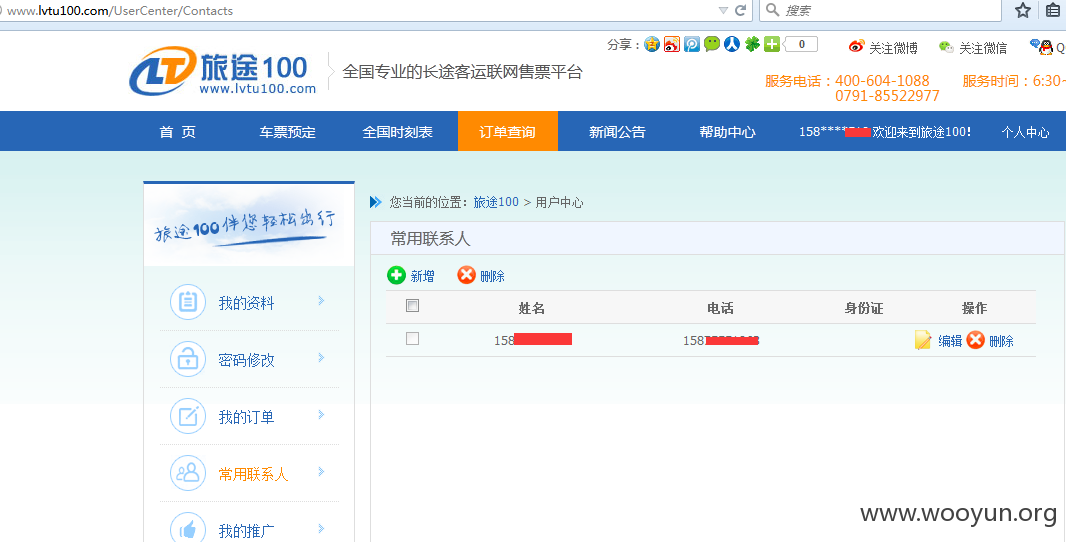 www.lvtu100.com/UserCenter/Contacts
搜索
分享：
0
关注微博
关注微信
旅途100
www.lvtu100.com
全国专业的长途客运联网售票平台
服务电话：400-604-1088
服务时间：6:30-
0791-85522977
首 页
车票预定
全国时刻表
订单查询
新闻公告
帮助中心
158****
欢迎来到旅途100!
个人中心
旅途100伴您轻松出行
您当前的位置：旅途100 > 用户中心
常用联系人
新增
删除
姓名
电话
身份证
操作
158
158
编辑
删除
我的资料
密码修改
我的订单
常用联系人
我的推广
www.wooyun.org